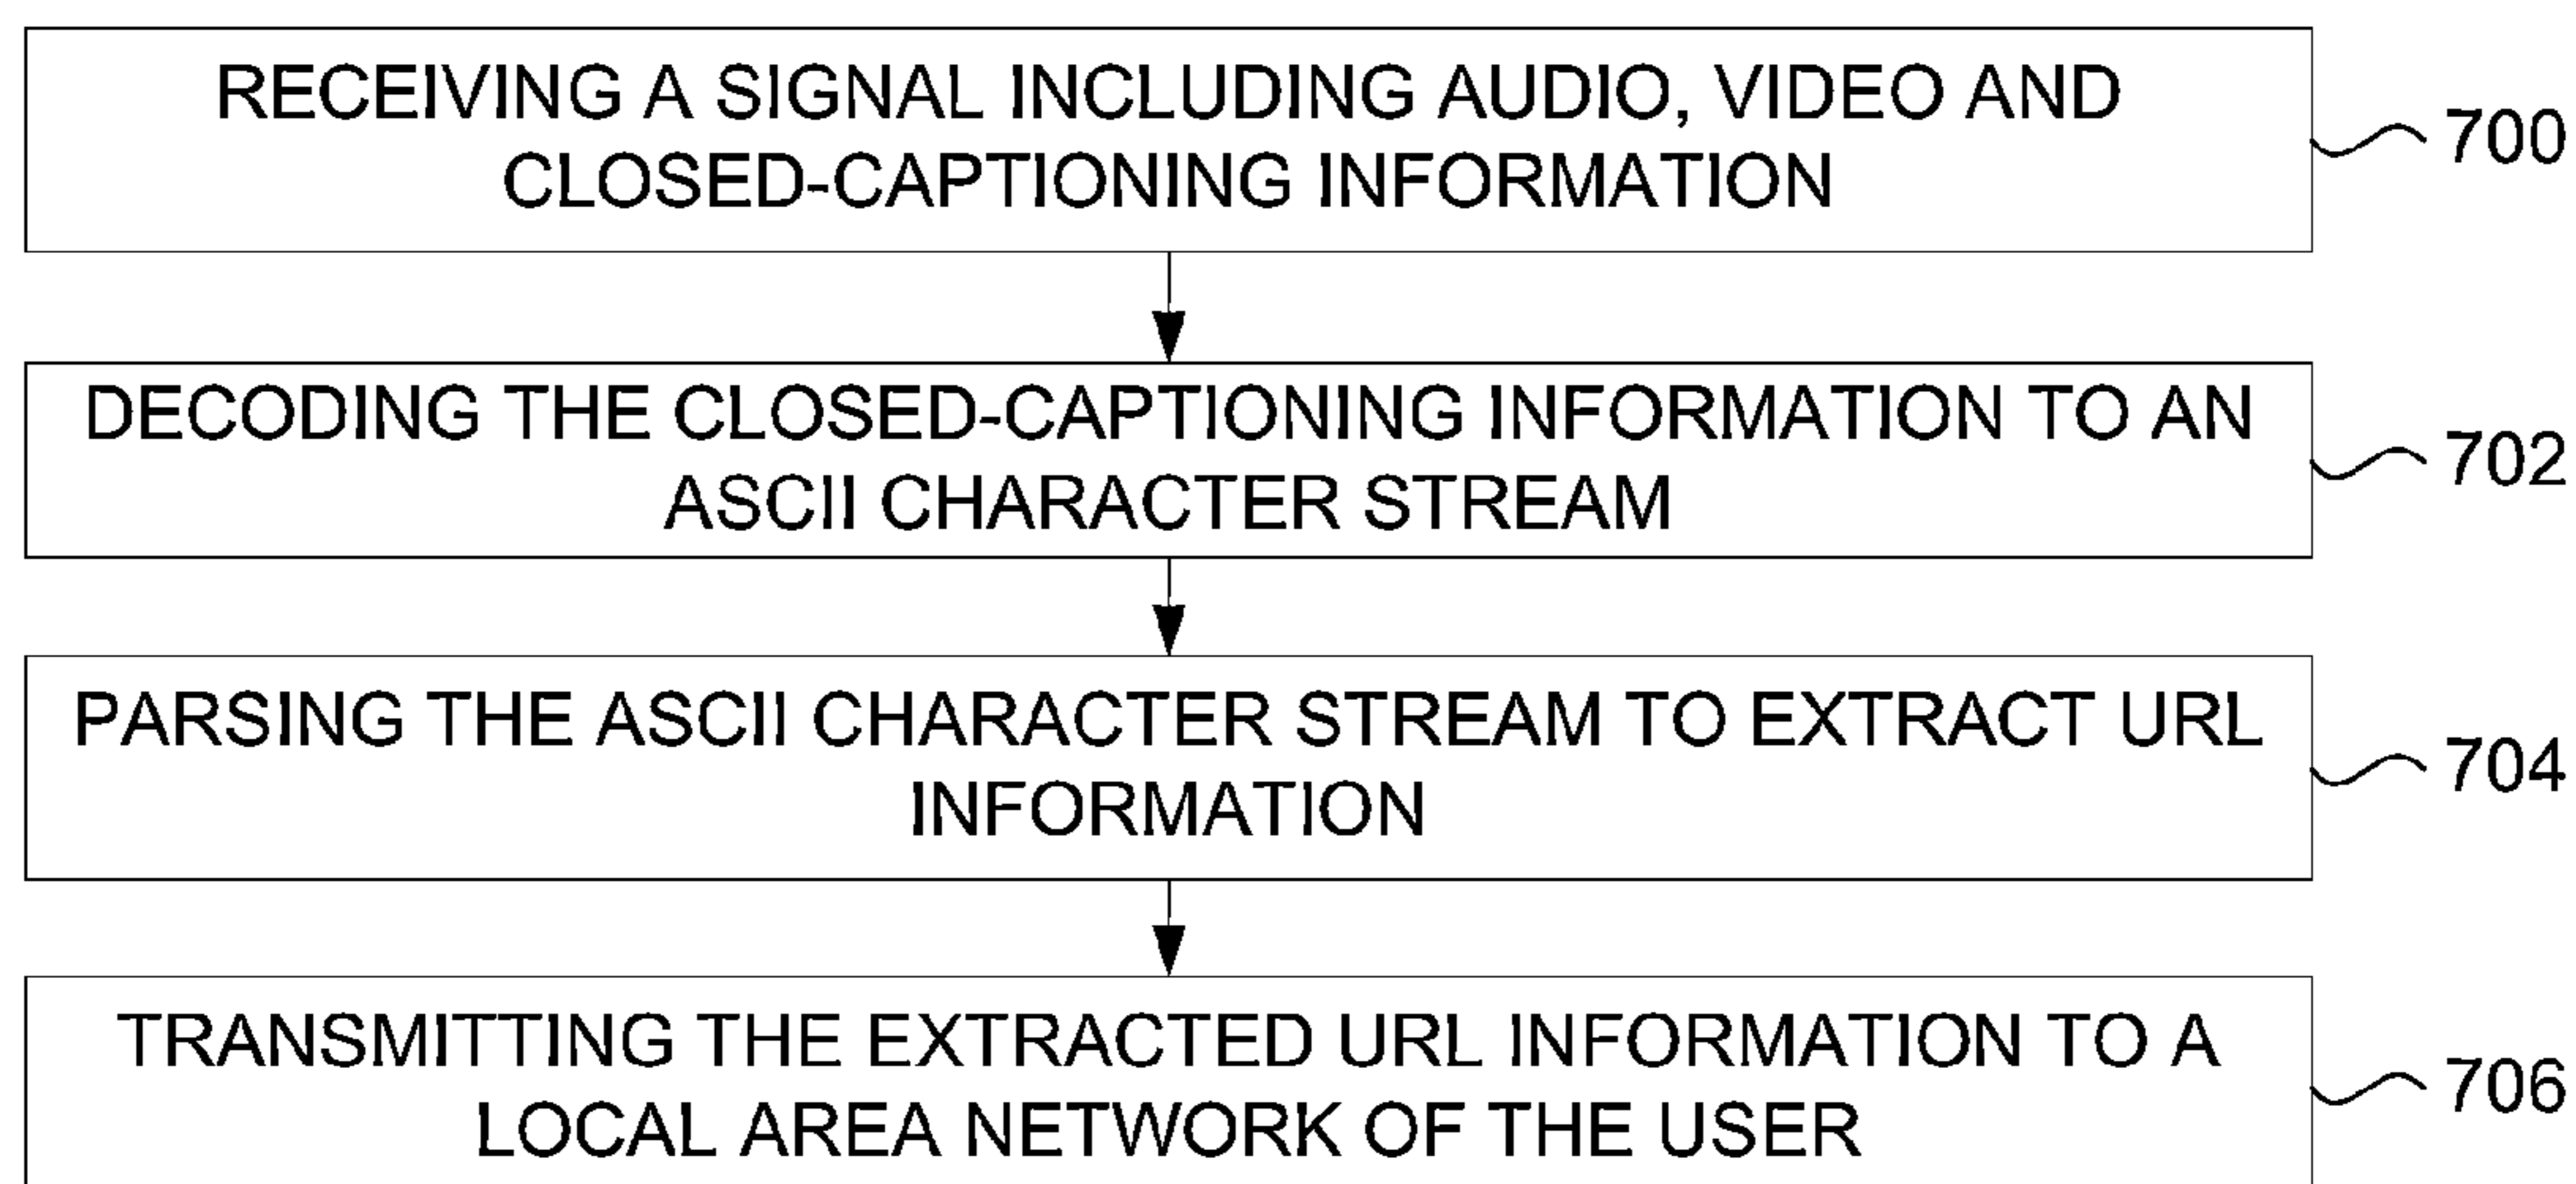 RECEIVING A SIGNAL INCLUDING AUDIO, VIDEO AND
CLOSED-CAPTIONING INFORMATION
700
DECODING THE CLOSED-CAPTIONING INFORMATION TO AN
ASCII CHARACTER STREAM
702
PARSING THE ASCII CHARACTER STREAM TO EXTRACT URL
INFORMATION
704
TRANSMITTING THE EXTRACTED URL INFORMATION TO A
LOCAL AREA NETWORK OF THE USER
706